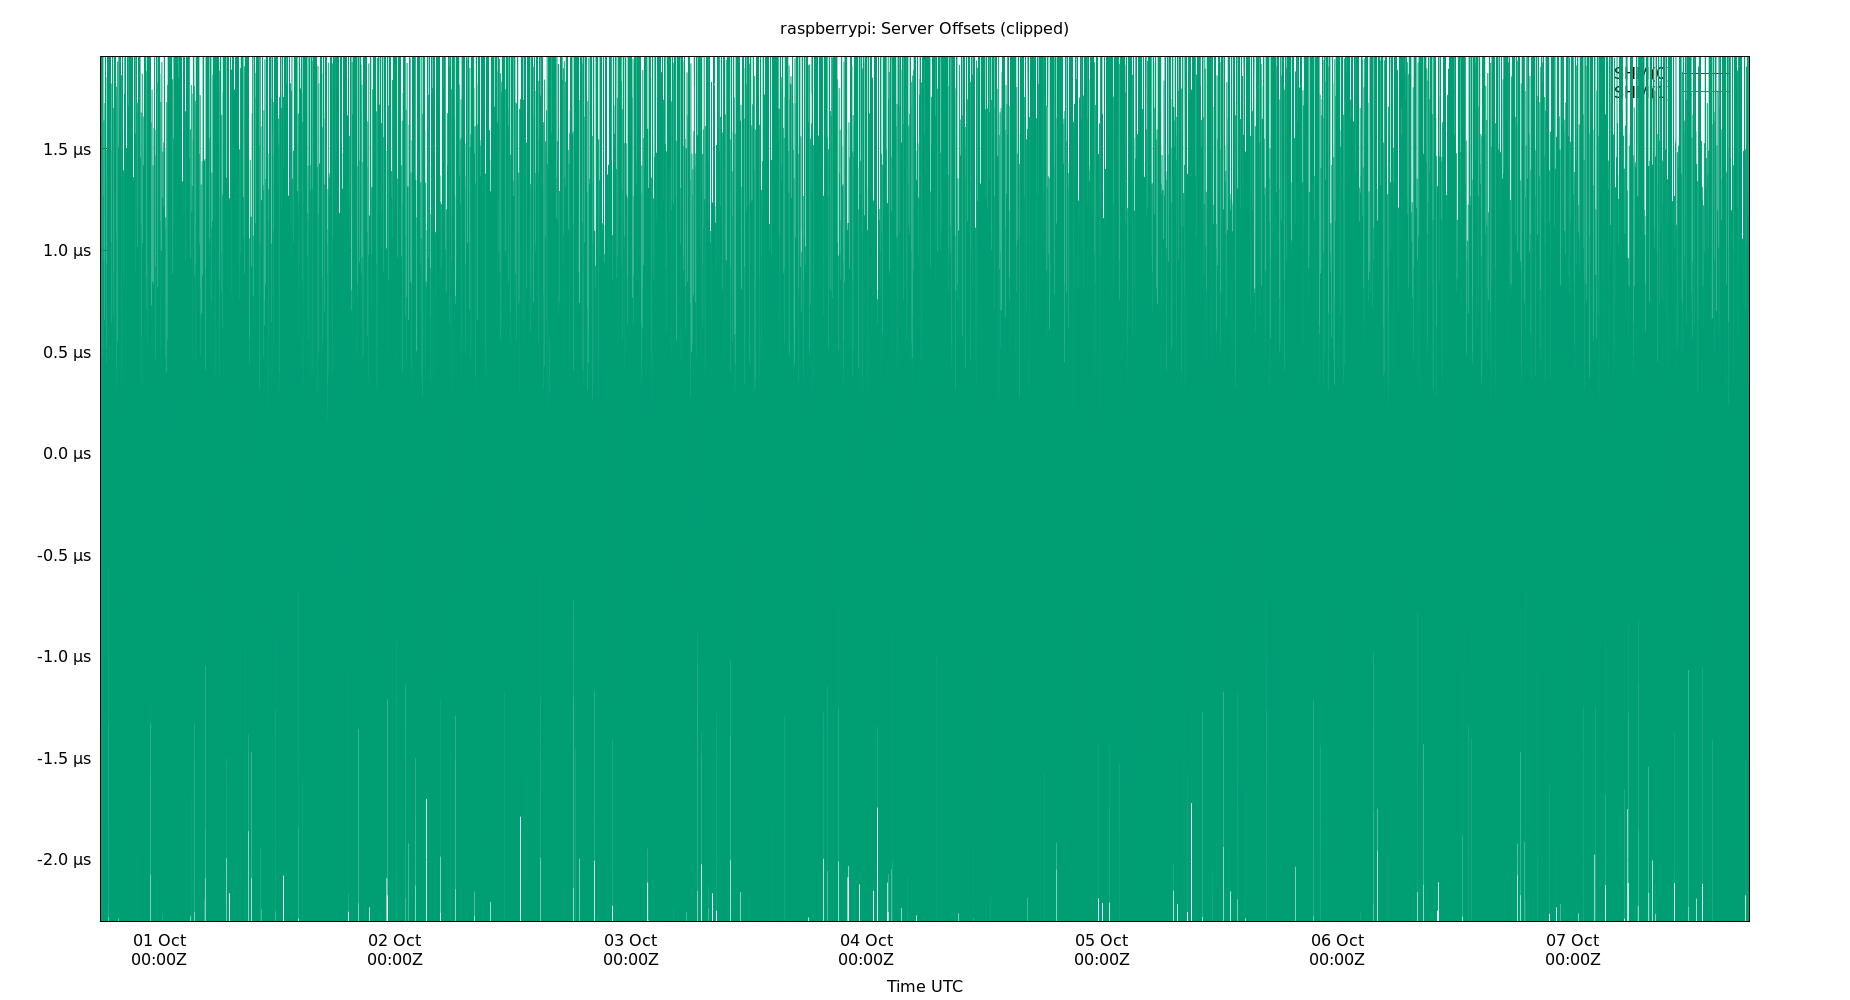 raspberrypi: Server Offsets (clipped)
1.5 µs
1.0 µs
0.5 µs
0.0 µs
-0.5 µs
-1.0 µs
-1.5 µs
-2.0 µs
01 Oct 02 Oct 03 Oct 04 Oct 05 Oct 06 Oct 07 Oct
00:00Z 00:00Z 00:00Z 00:00Z 00:00Z 00:00Z 00:00Z
Time UTC